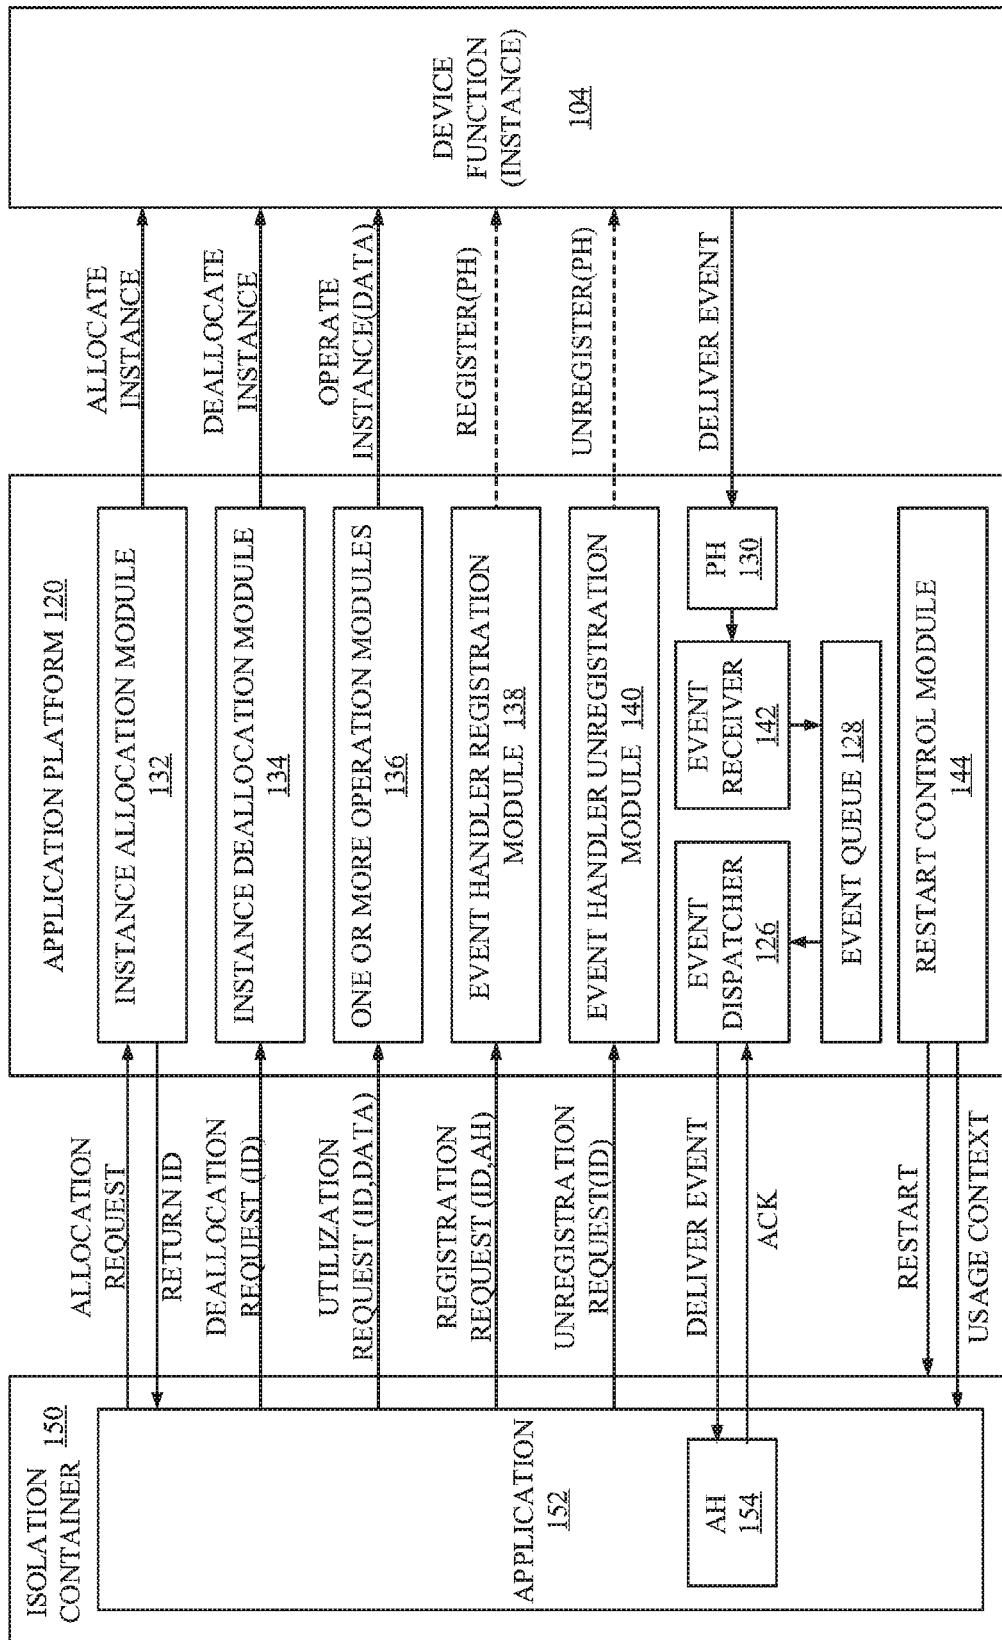 ISOLATION
CONTAINER 150
APPLICATION
152
AH
154
ALLOCATION
REQUEST
RETURN ID
DEALLOCATION
REQUEST (ID)
UTILIZATION
REQUEST (ID,DATA)
REGISTRATION
REQUEST (ID,AH)
UNREGISTRATION
REQUEST(ID)
DELIVER EVENT
ACK
RESTART
USAGE CONTEXT
APPLICATION PLATFORM 120
INSTANCE ALLOCATION MODULE
132
INSTANCE DEALLOCATION MODULE
134
ONE OR MORE OPERATION MODULES
136
EVENT HANDLER REGISTRATION
MODULE 138
EVENT HANDLER UNREGISTRATION
MODULE 140
EVENT
DISPATCHER
126
EVENT
RECEIVER
142
PH
130
EVENT QUEUE 128
RESTART CONTROL MODULE
144
ALLOCATE
INSTANCE
DEALLOCATE
INSTANCE
OPERATE
INSTANCE(DATA)
REGISTER(PH)
UNREGISTER(PH)
DELIVER EVENT
DEVICE
FUNCTION
(INSTANCE)
104